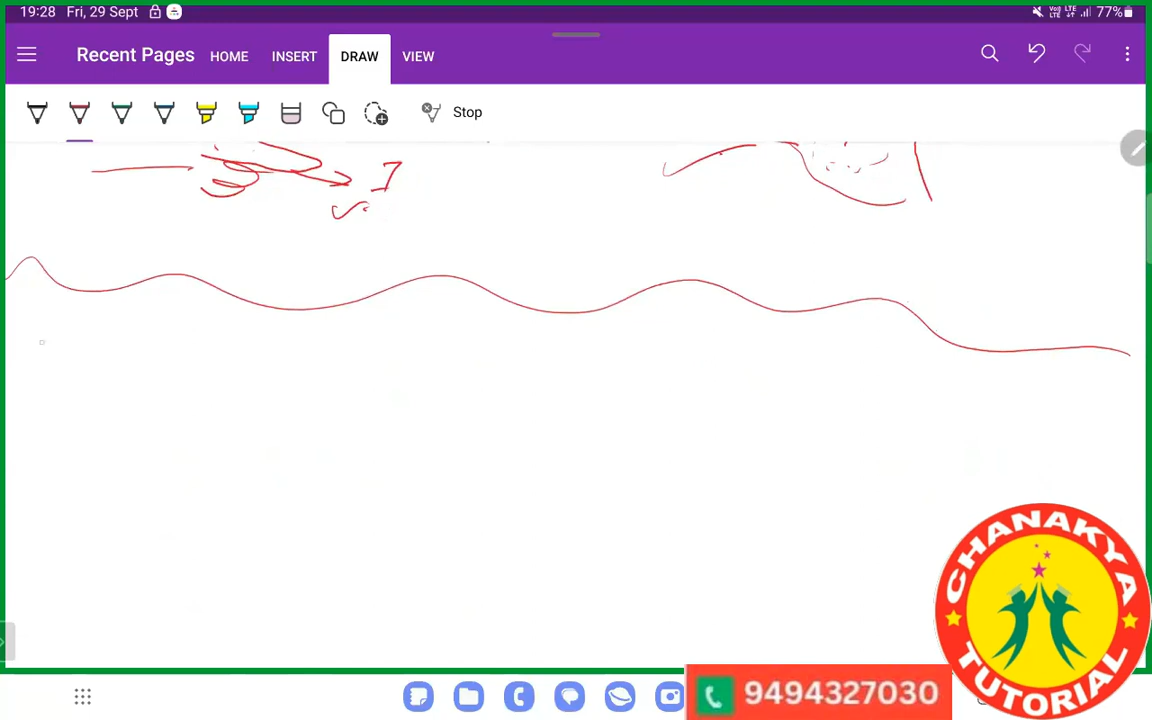 19:28 Fri, 29 Sept 77%
Recent Pages HOME INSERT DRAW VIEW
Stop
I
CHANAKYA
TUTORIAL
9494327030